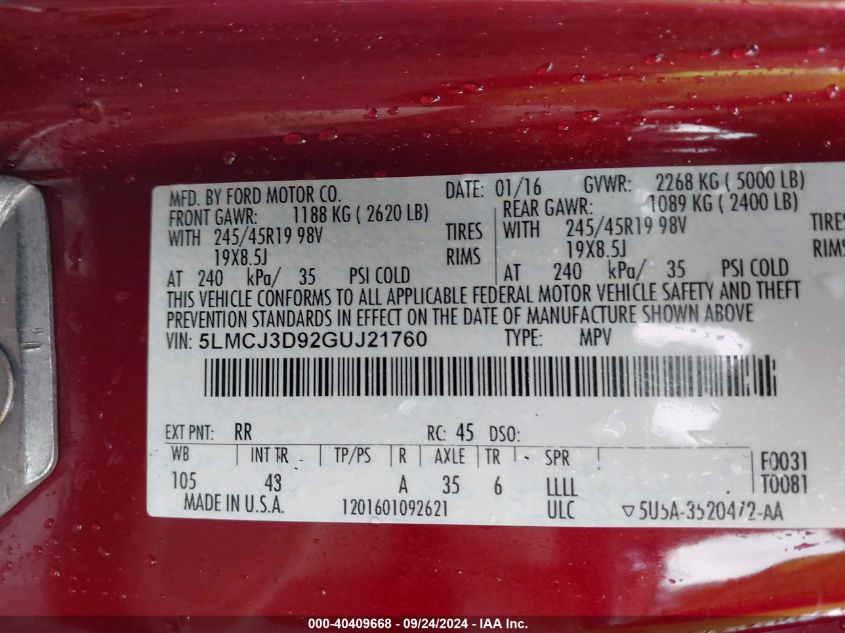 MFD. BY FORD MOTOR CO. DATE: 01/16 GVWR: 2268 KG ( 5000 LB)
FRONT GAWR: 1188 KG ( 2620 LB) REAR GAWR: 1089 KG ( 2400 LB)
WITH 245/45R19 98V TIRES WITH 245/45R19 98V TIRES
19X8.5J RIMS 19X8.5J RIMS
AT 240 kPa/ 35 PSI COLD AT 240 kPa/ 35 PSI COLD
THIS VEHICLE CONFORMS TO ALL APPLICABLE FEDERAL MOTOR VEHICLE SAFETY AND THEFT
PREVENTION STANDARDS IN EFFECT ON THE DATE OF MANUFACTURE SHOWN ABOVE
VIN: 5LMCJ3D92GUJ21760 TYPE: MPV
EXT PNT: RR RC: 45 DSO:
WB INT TR TP/PS R AXLE TR SPR F0031
105 43 A 35 6 LLLL T0081
MADE IN U.S.A. 1201601092621 ULC 5U5A-3520472-AA
000-40409668 - 09/24/2024 - IAA Inc.